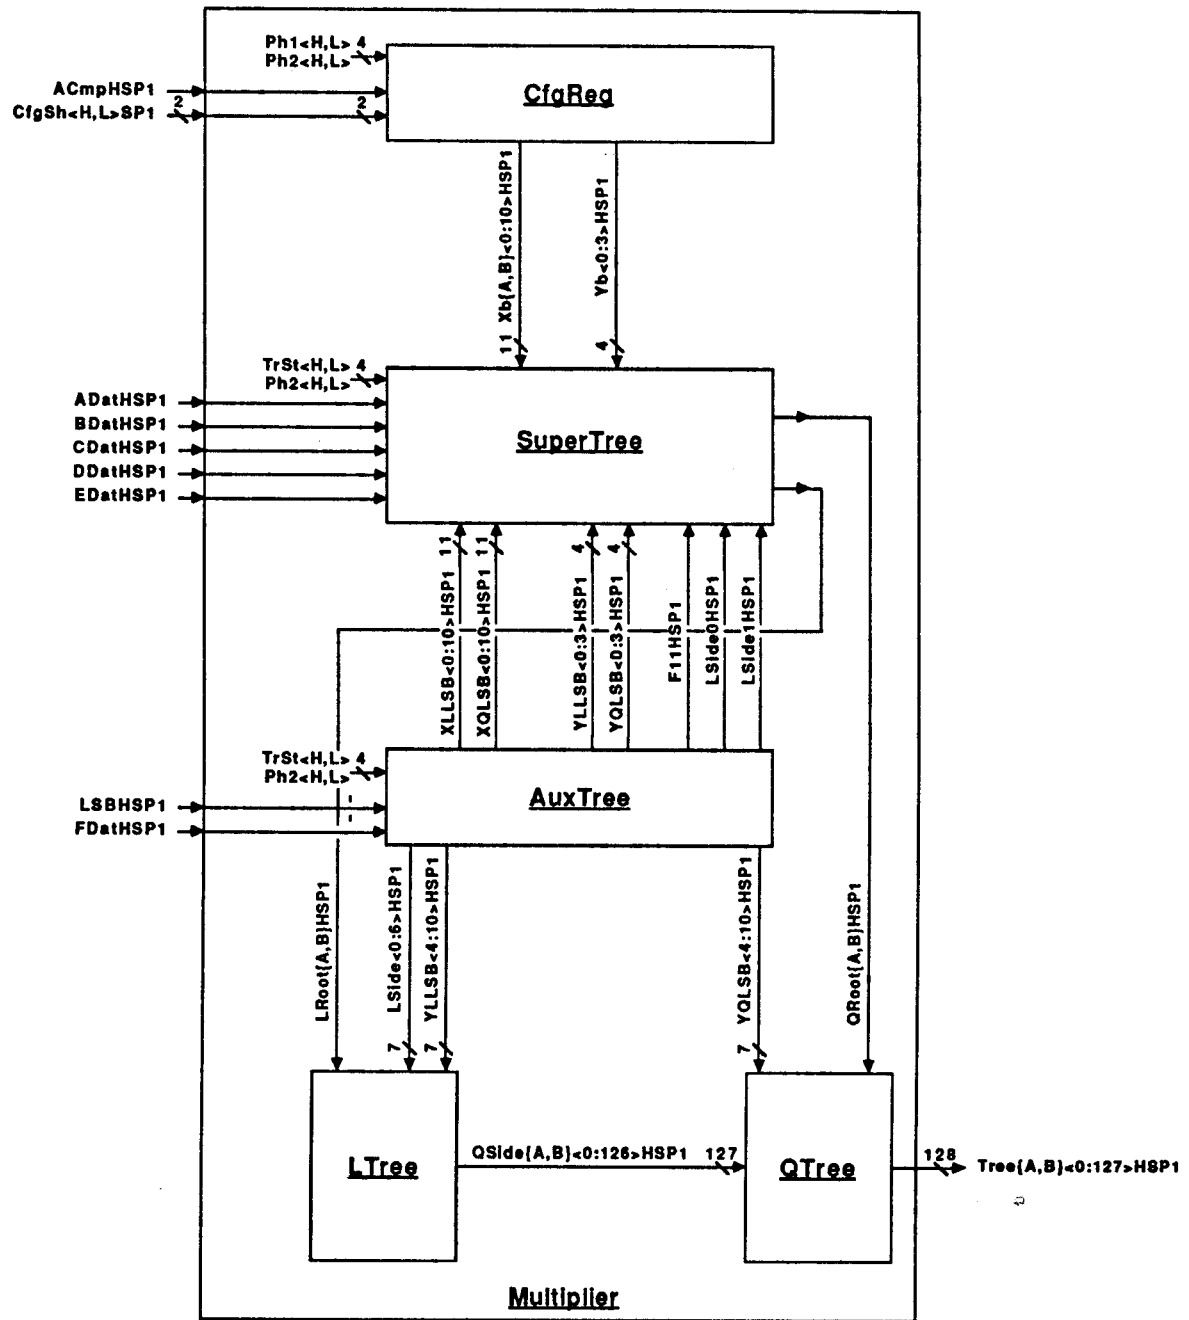 Ph1<H,L> 4
Ph2<H,L>
ACmpHSP1
CfgSh<H,L>SP1
2
2
CfgReg
11 Xb{A,B}<0:10>HSP1
4 Yb<0:3>HSP1
TrSt<H,L> 4
Ph2<H,L>
ADatHSP1
BDatHSP1
CDatHSP1
DDatHSP1
EDatHSP1
SuperTree
XLLSB<0:10>HSP1 11
XQLSB<0:10>HSP1 11
YLLSB<0:3>HSP1 4
YQLSB<0:3>HSP1 4
F11HSP1
LSide0HSP1
LSide1HSP1
TrSt<H,L> 4
Ph2<H,L>
LSBHSP1
FDatHSP1
AuxTree
LRoot{A,B}HSP1
7 LSide<0:6>HSP1
7 YLLSB<4:10>HSP1
7 YQLSB<4:10>HSP1
QRoot{A,B}HSP1
LTree
QSide{A,B}<0:126>HSP1 127
QTree
128
Tree{A,B}<0:127>HSP1
Multiplier